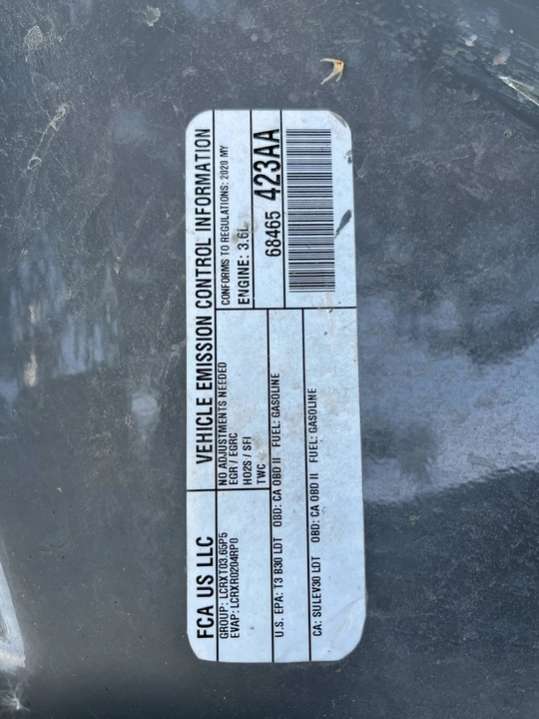 FCA US LLC
VEHICLE EMISSION CONTROL INFORMATION
GROUP: LCRXT03.65P5
EVAP: LCRXR0204RP0
NO ADJUSTMENTS NEEDED
EGR / EGRC
HO2S / SFI
TWC
CONFORMS TO REGULATIONS: 2020 MY
ENGINE: 3.6L
68465 423AA
U.S. EPA: T3 B30 LDT OBD: CA OBD II FUEL: GASOLINE
CA: SULEV30 LDT OBD: CA OBD II FUEL: GASOLINE